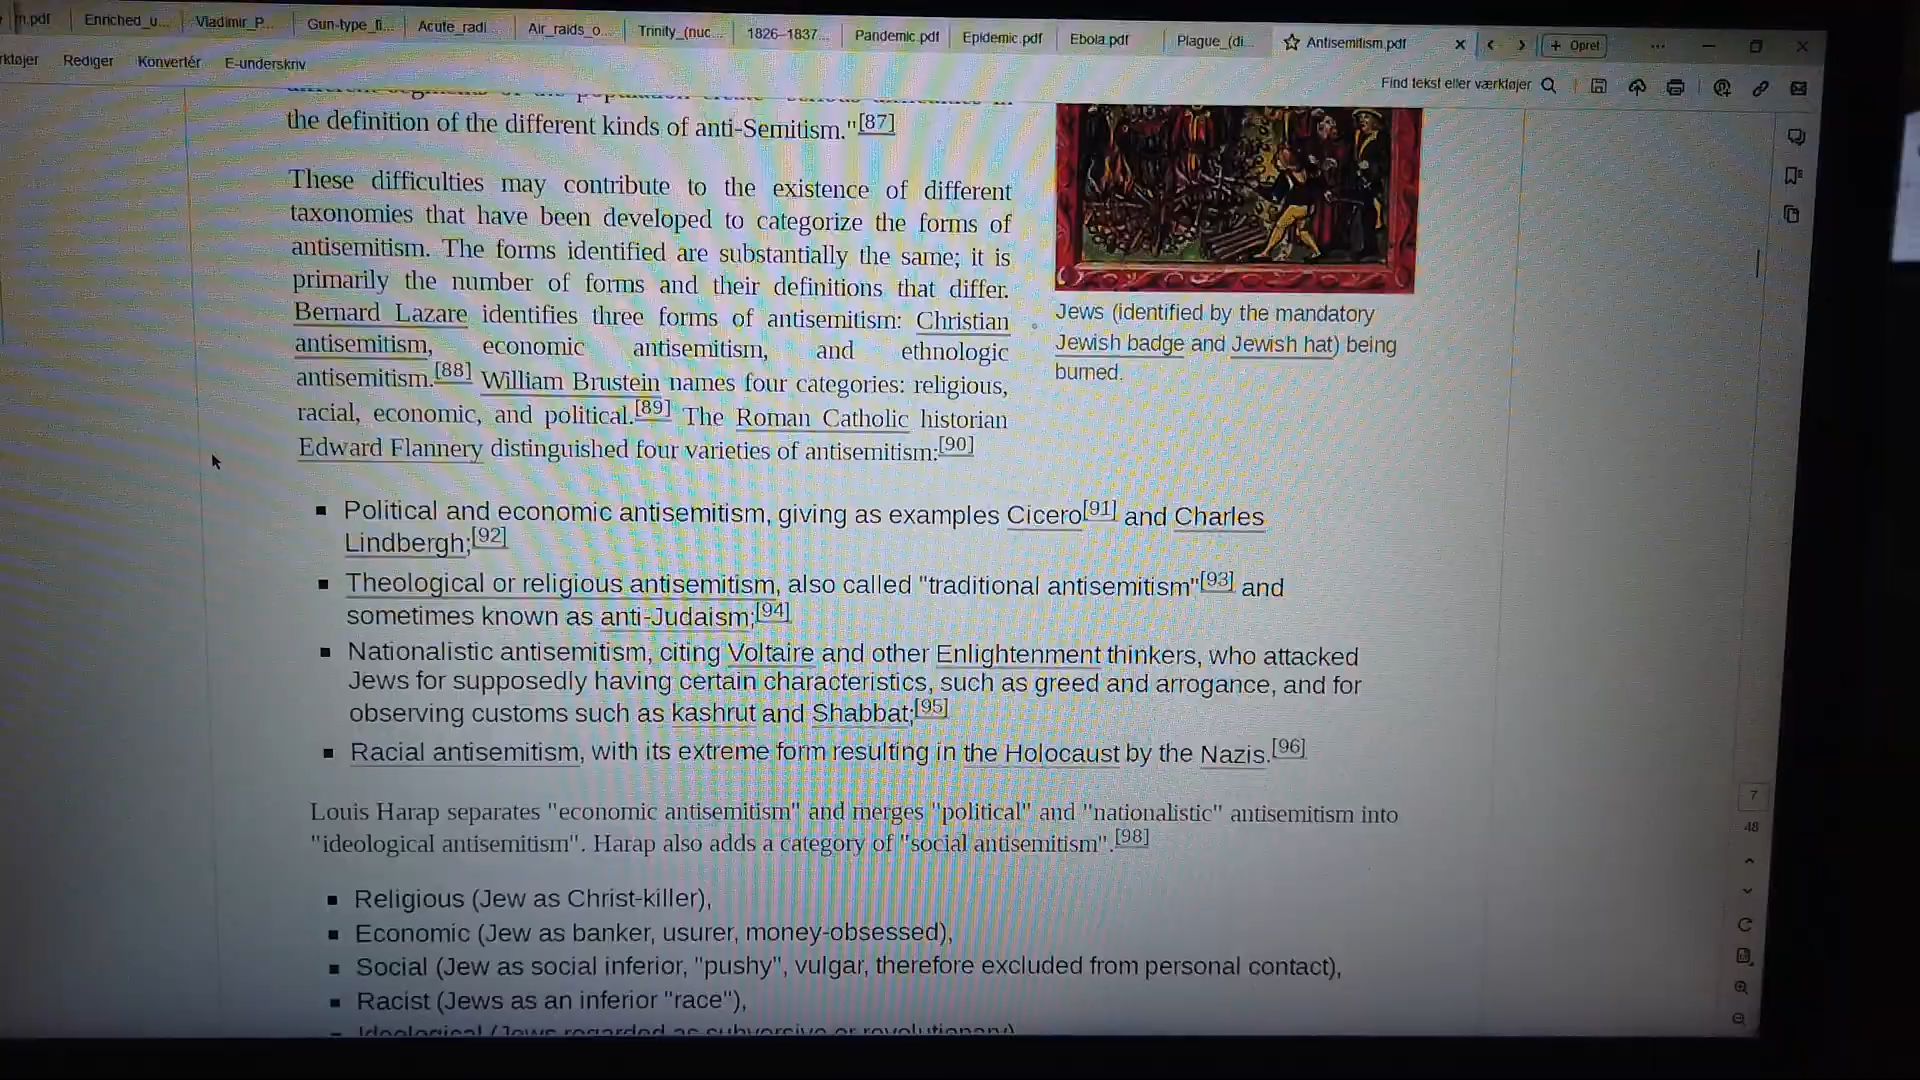 m.pdf
Enriched_u...
Vladimir_P...
Gun-type_fi...
Acute_radi...
Air_raids_o...
Trinity_(nuc...
1826–1837...
Pandemic.pdf
Epidemic.pdf
Ebola.pdf
Plague_(di...
Antisemitism.pdf
Opret
Rediger
Konvertér
E-underskriv
Find tekst eller værktøjer
the definition of the different kinds of anti-Semitism."[87]
These difficulties may contribute to the existence of different
taxonomies that have been developed to categorize the forms of
antisemitism. The forms identified are substantially the same; it is
primarily the number of forms and their definitions that differ.
Bernard Lazare identifies three forms of antisemitism: Christian
antisemitism, economic antisemitism, and ethnologic
antisemitism.[88] William Brustein names four categories: religious,
racial, economic, and political.[89] The Roman Catholic historian
Edward Flannery distinguished four varieties of antisemitism:[90]
Jews (identified by the mandatory
Jewish badge and Jewish hat) being
burned.
▪ Political and economic antisemitism, giving as examples Cicero[91] and Charles
Lindbergh;[92]
▪ Theological or religious antisemitism, also called "traditional antisemitism"[93] and
sometimes known as anti-Judaism;[94]
▪ Nationalistic antisemitism, citing Voltaire and other Enlightenment thinkers, who attacked
Jews for supposedly having certain characteristics, such as greed and arrogance, and for
observing customs such as kashrut and Shabbat;[95]
▪ Racial antisemitism, with its extreme form resulting in the Holocaust by the Nazis.[96]
Louis Harap separates "economic antisemitism" and merges "political" and "nationalistic" antisemitism into
"ideological antisemitism". Harap also adds a category of "social antisemitism".[98]
▪ Religious (Jew as Christ-killer),
▪ Economic (Jew as banker, usurer, money-obsessed),
▪ Social (Jew as social inferior, "pushy", vulgar, therefore excluded from personal contact),
▪ Racist (Jews as an inferior "race"),
▪ Ideological (Jews regarded as subversive or revolutionary)
7
48